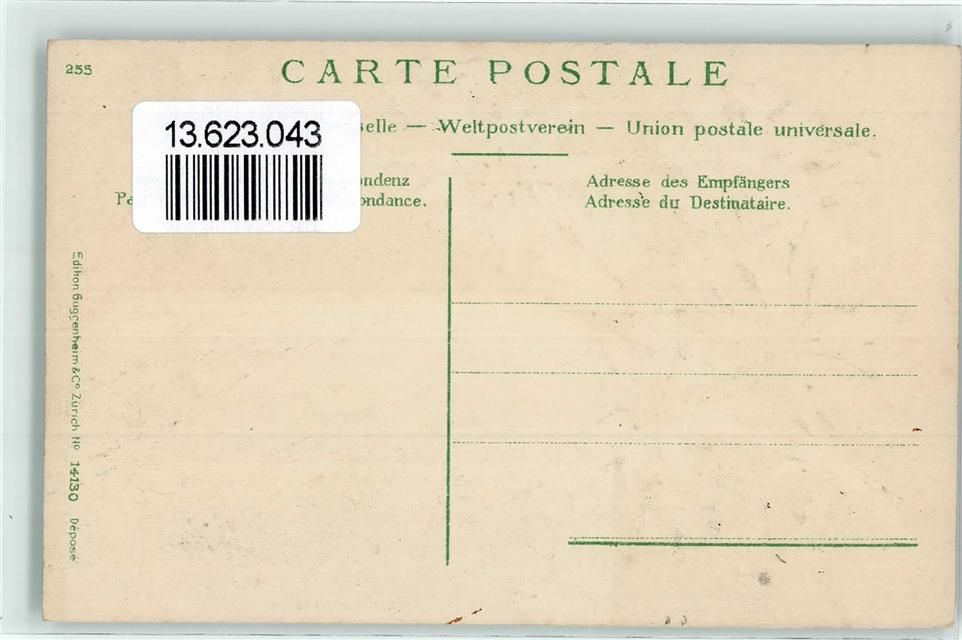 255
CARTE POSTALE
13.623.043
selle — Weltpostverein — Union postale universale.
ondenz
Pa
ondance.
Adresse des Empfängers
Adresse du Destinataire.
Edition Guggenheim & Co Zürich No 14130 Déposé